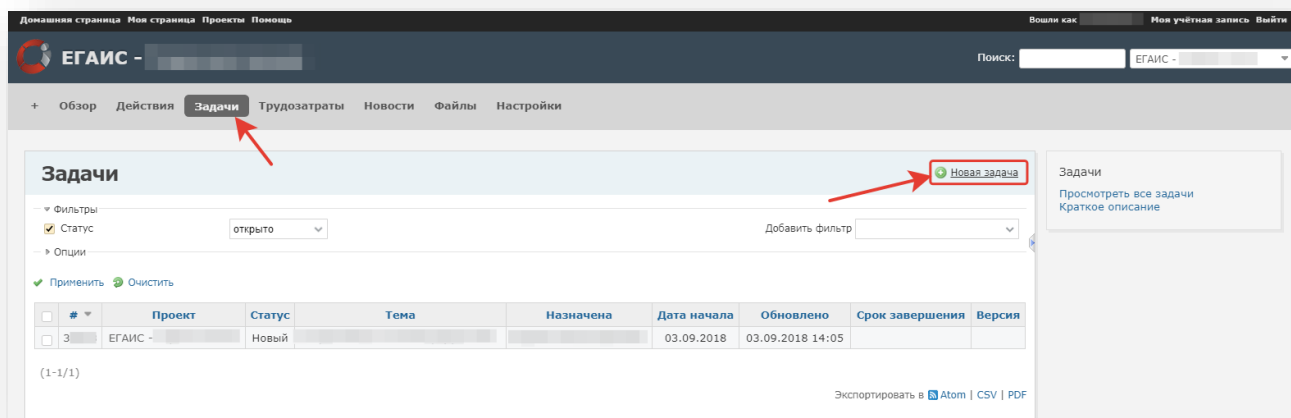 Домашняя страница Моя страница Проекты Помощь Вошли как Моя учётная запись Выйти
ЕГАИС - Поиск: ЕГАИС -
+ Обзор Действия Задачи Трудозатраты Новости Файлы Настройки
Задачи Новая задача
Фильтры
Статус открыто Добавить фильтр
Опции
Применить Очистить
# Проект Статус Тема Назначена Дата начала Обновлено Срок завершения Версия
3 ЕГАИС - Новый 03.09.2018 03.09.2018 14:05
(1-1/1)
Экспортировать в Atom | CSV | PDF
Задачи
Просмотреть все задачи
Краткое описание